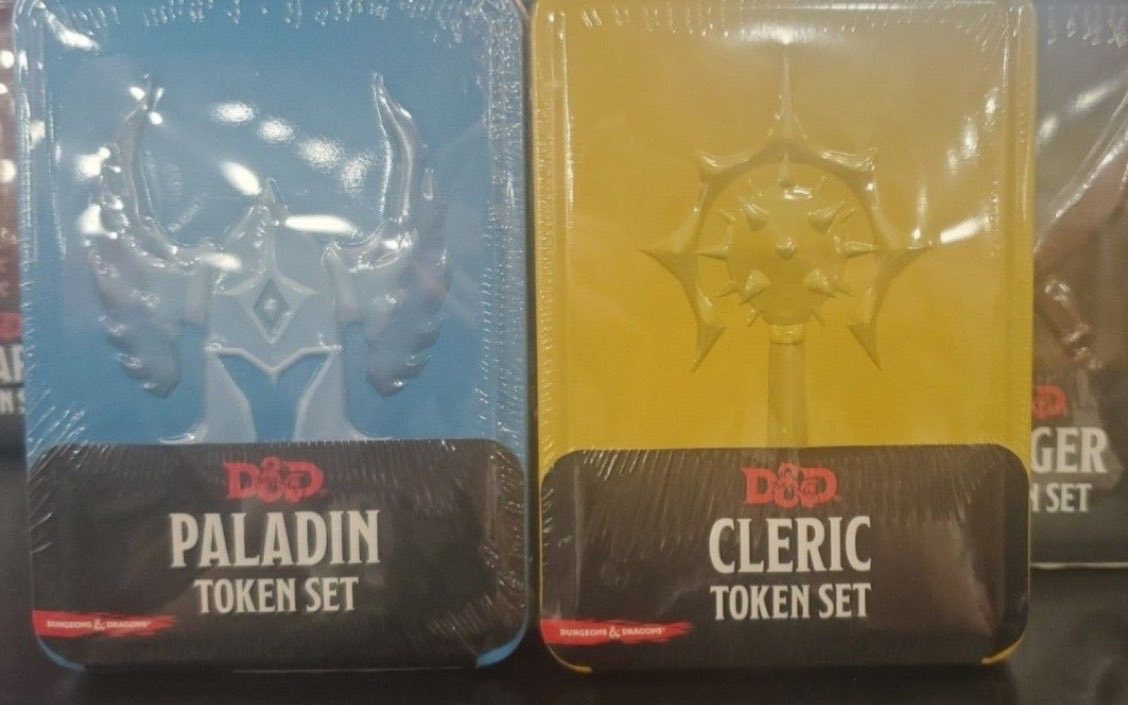 D&D
PALADIN
TOKEN SET
DUNGEONS & DRAGONS
D&D
CLERIC
TOKEN SET
DUNGEONS & DRAGONS
GER
SET